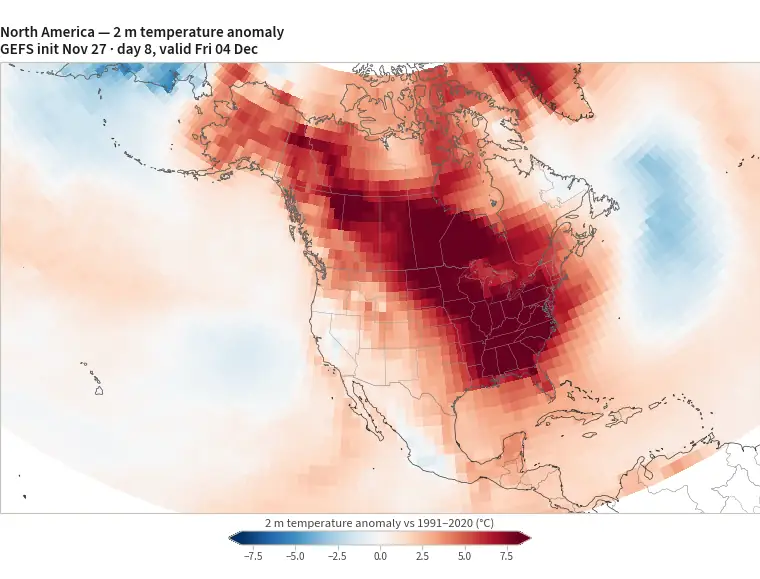 North America — 2 m temperature anomaly
GEFS init Nov 27 · day 8, valid Fri 04 Dec
2 m temperature anomaly vs 1991–2020 (°C)
−7.5 −5.0 −2.5 0.0 2.5 5.0 7.5